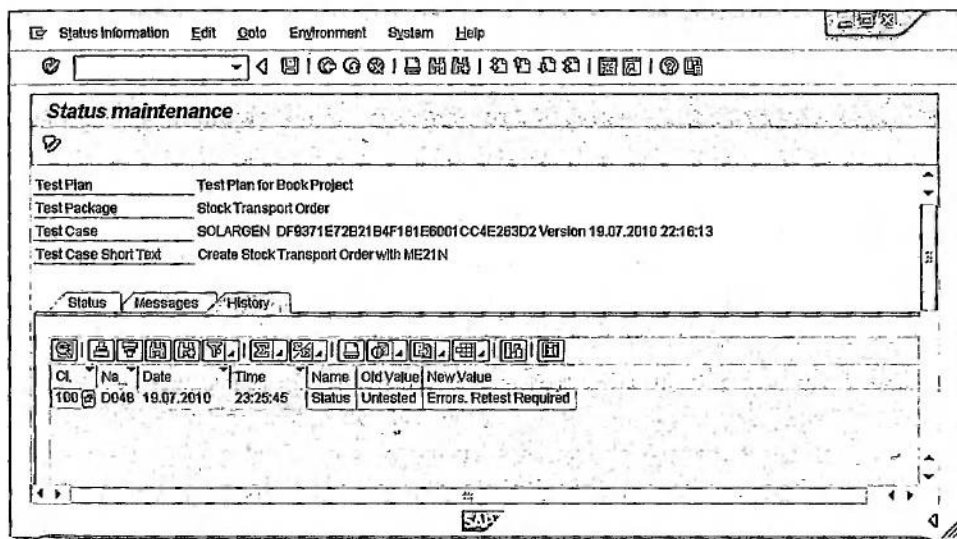 Status Information Edit Goto Environment System Help
Status maintenance
Test Plan Test Plan for Book Project
Test Package Stock Transport Order
Test Case SOLARGEN DF9371E72B21B4F181E6001CC4E263D2 Version 19.07.2010 22:16:13
Test Case Short Text Create Stock Transport Order with ME21N
Status Messages History
Cl. Na_ Date Time Name Old Value New Value
100 D048 19.07.2010 23:25:45 Status Untested Errors. Retest Required
SAP